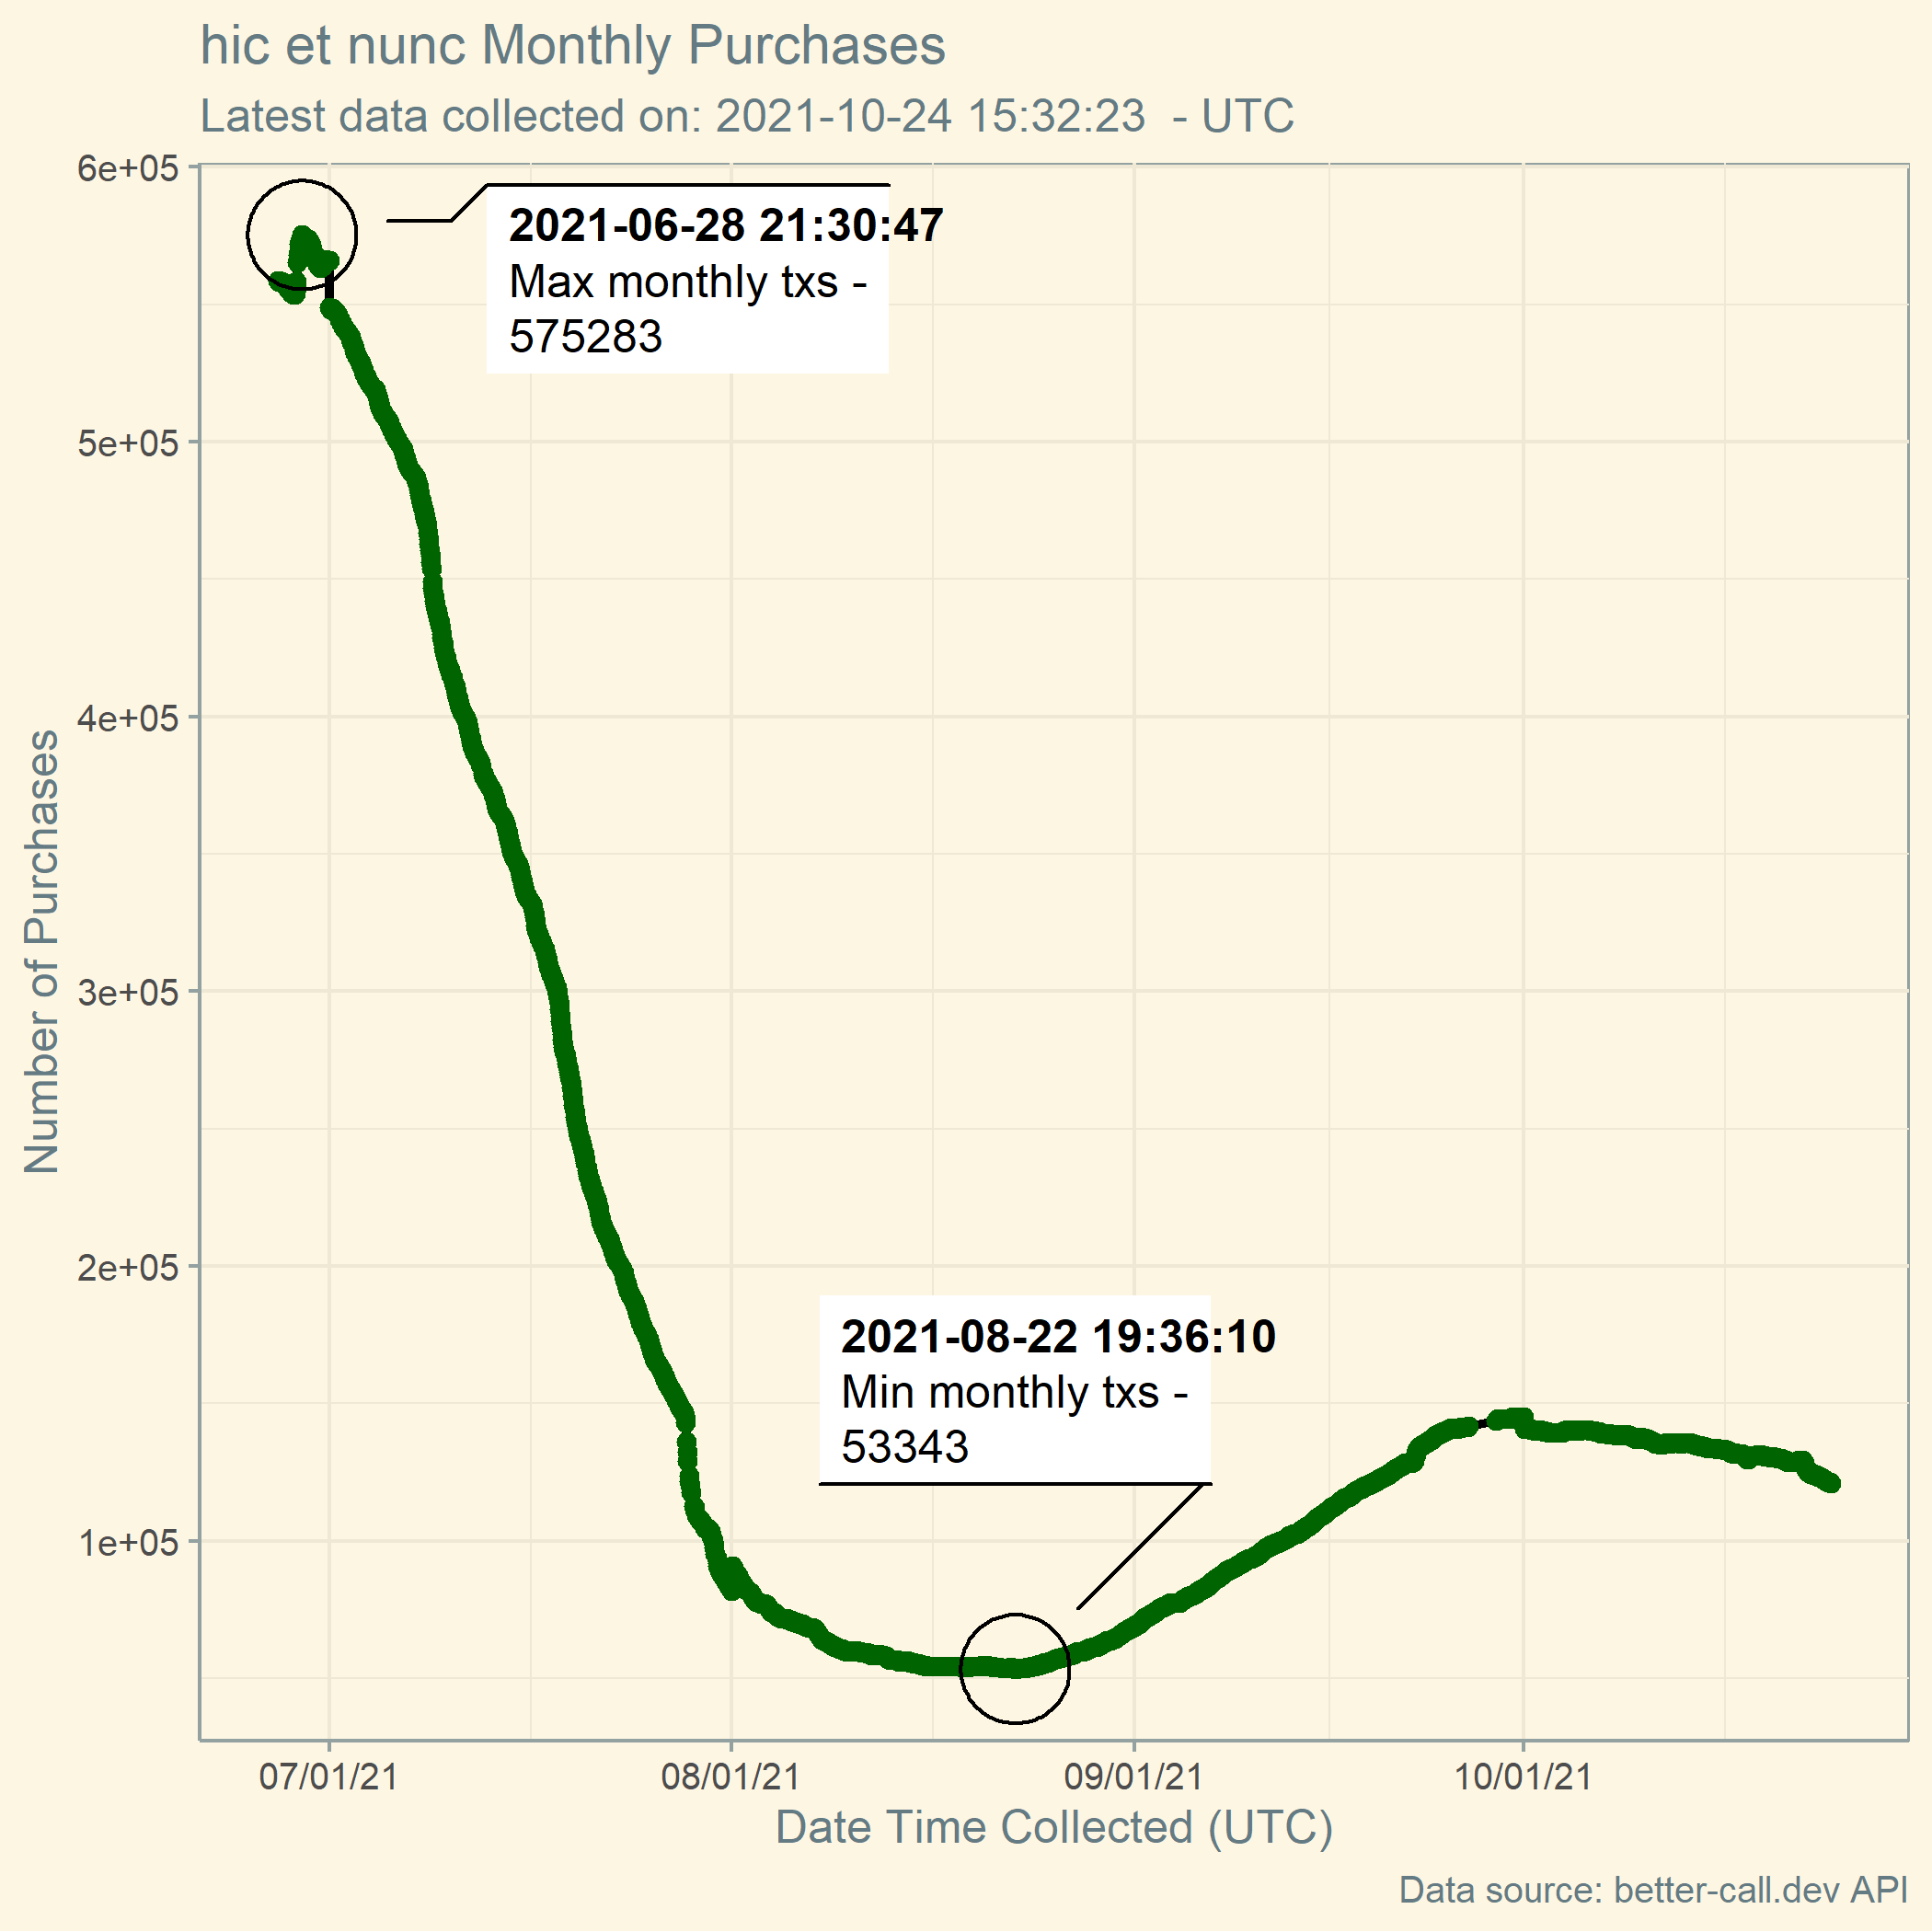 hic et nunc Monthly Purchases
Latest data collected on: 2021-10-24 15:32:23  - UTC
6e+05
2021-06-28 21:30:47
Max monthly txs -
575283
5e+05
4e+05
Number of Purchases
3e+05
2e+05
2021-08-22 19:36:10
Min monthly txs -
53343
1e+05
07/01/21
08/01/21
09/01/21
10/01/21
Date Time Collected (UTC)
Data source: better-call.dev API